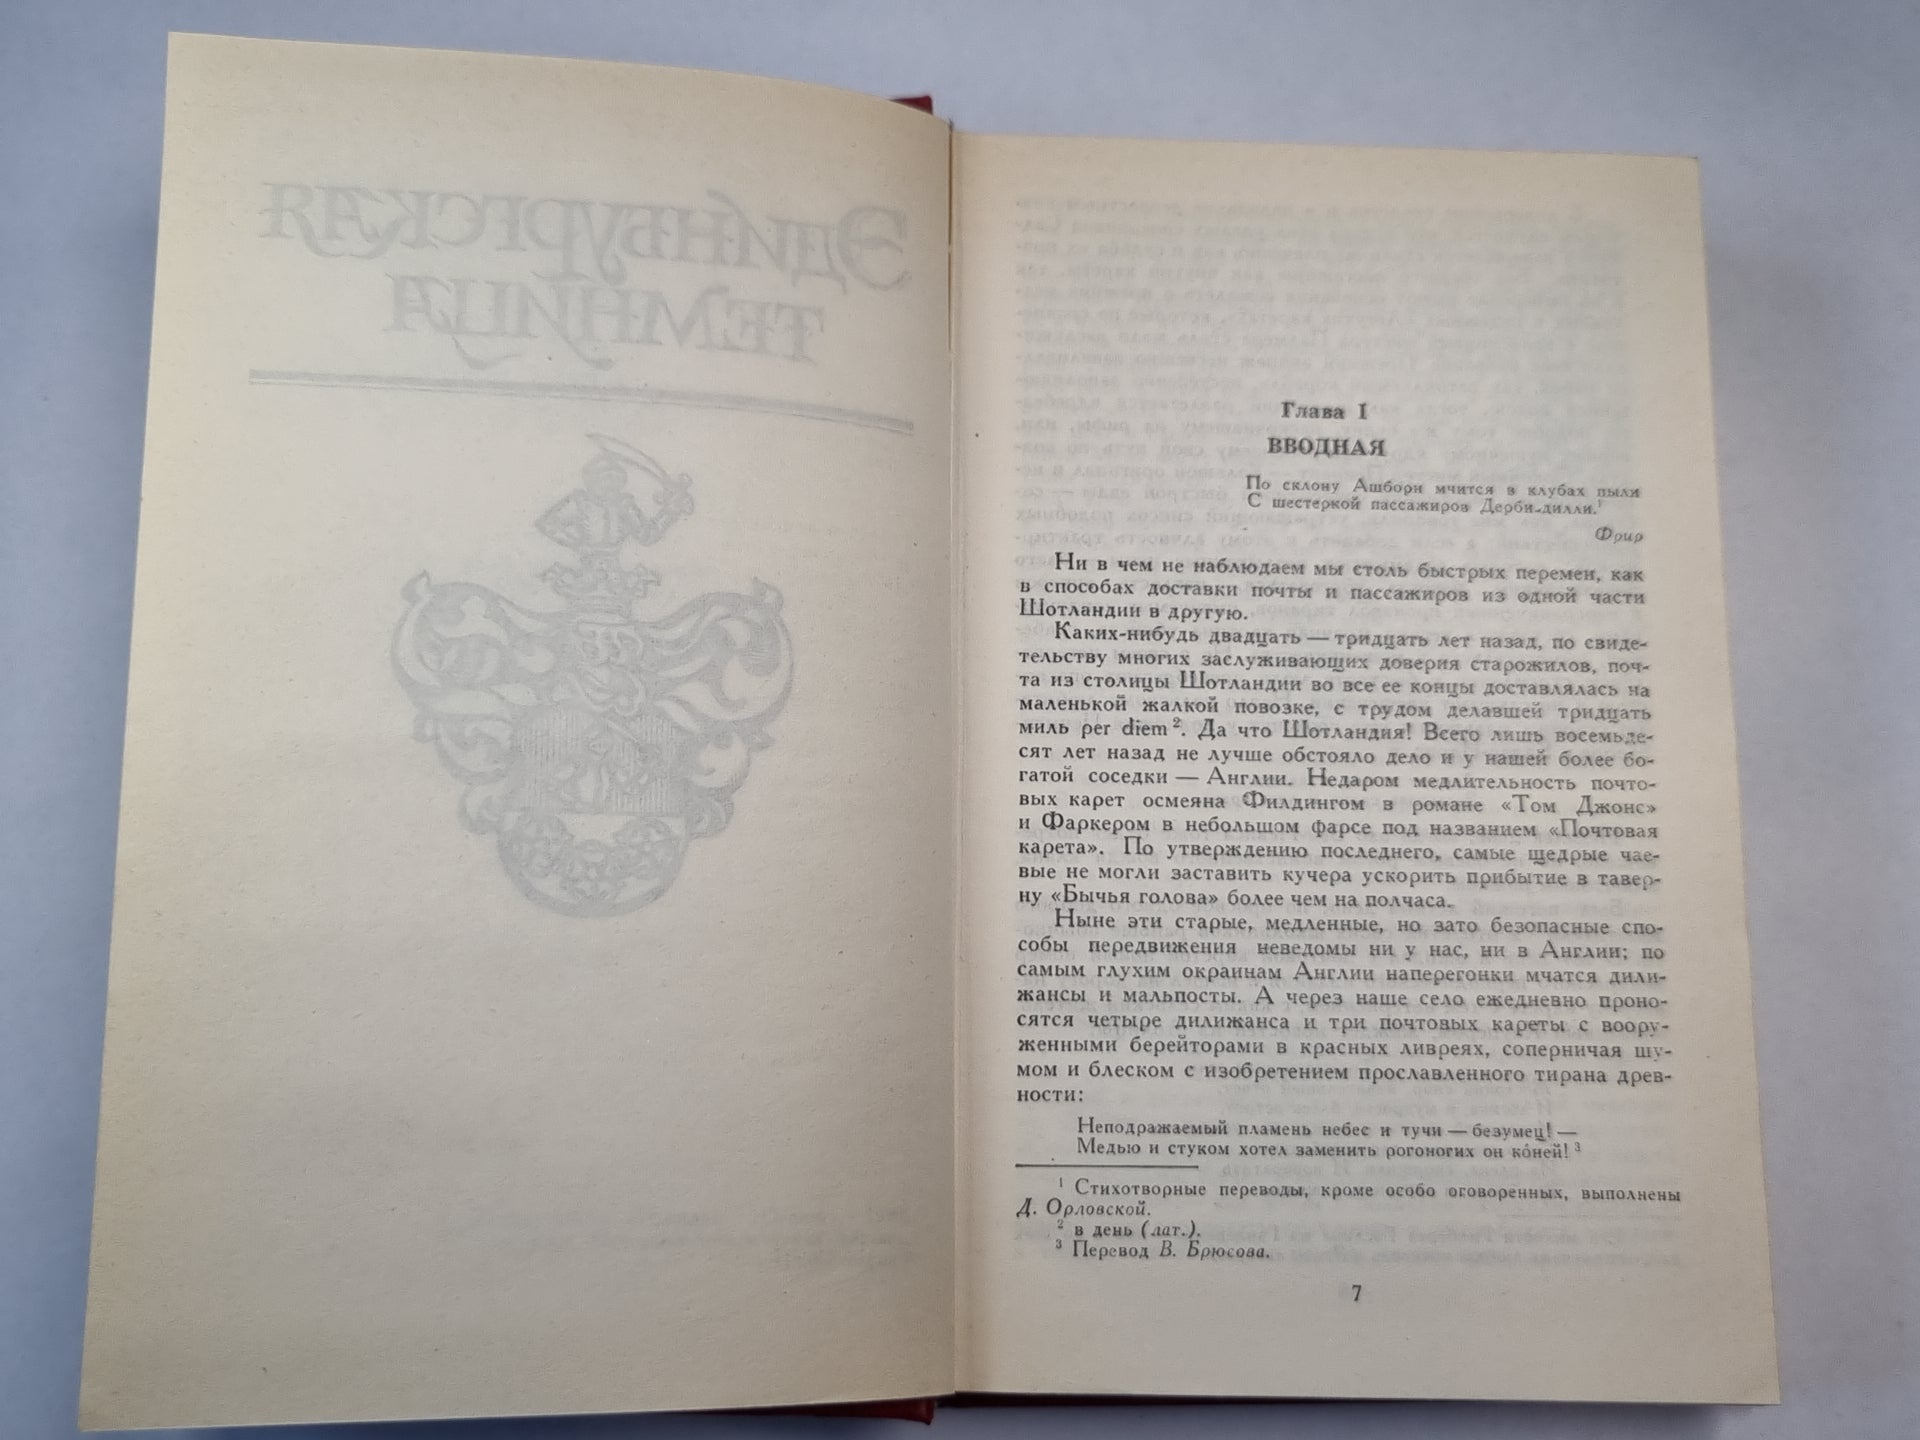 ЭДИНБУРГСКАЯ
ТЕМНИЦА
Глава I
ВВОДНАЯ
По склону Ашбори мчится в клубах пыли
С шестеркой пассажиров Дерби-дилли.¹
Фрир
Ни в чем не наблюдаем мы столь быстрых перемен, как
в способах доставки почты и пассажиров из одной части
Шотландии в другую.
Каких-нибудь двадцать — тридцать лет назад, по свиде-
тельству многих заслуживающих доверия старожилов, поч-
та из столицы Шотландии во все ее концы доставлялась на
маленькой жалкой повозке, с трудом делавшей тридцать
миль per diem². Да что Шотландия! Всего лишь восемьде-
сят лет назад не лучше обстояло дело и у нашей более бо-
гатой соседки — Англии. Недаром медлительность почто-
вых карет осмеяна Филдингом в романе «Том Джонс»
и Фаркером в небольшом фарсе под названием «Почтовая
карета». По утверждению последнего, самые щедрые чае-
вые не могли заставить кучера ускорить прибытие в тавер-
ну «Бычья голова» более чем на полчаса.
Ныне эти старые, медленные, но зато безопасные спо-
собы передвижения неведомы ни у нас, ни в Англии; по
самым глухим окраинам Англии наперегонки мчатся дили-
жансы и мальпосты. А через наше село ежедневно проно-
сятся четыре дилижанса и три почтовых кареты с воору-
женными берейторами в красных ливреях, соперничая шу-
мом и блеском с изобретением прославленного тирана древ-
ности:
Неподражаемый пламень небес и тучи — безумец! —
Медью и стуком хотел заменить рогоногих он ко́ней! ³
¹ Стихотворные переводы, кроме особо оговоренных, выполнены
Д. Орловской.
² в день (лат.).
³ Перевод В. Брюсова.
7